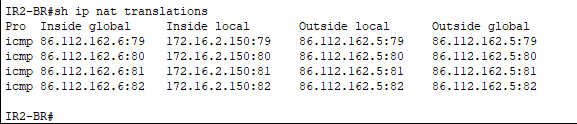 IR2-BR#sh ip nat translations
Pro  Inside global     Inside local       Outside local      Outside global
icmp 86.112.162.6:79   172.16.2.150:79    86.112.162.5:79    86.112.162.5:79
icmp 86.112.162.6:80   172.16.2.150:80    86.112.162.5:80    86.112.162.5:80
icmp 86.112.162.6:81   172.16.2.150:81    86.112.162.5:81    86.112.162.5:81
icmp 86.112.162.6:82   172.16.2.150:82    86.112.162.5:82    86.112.162.5:82
IR2-BR#